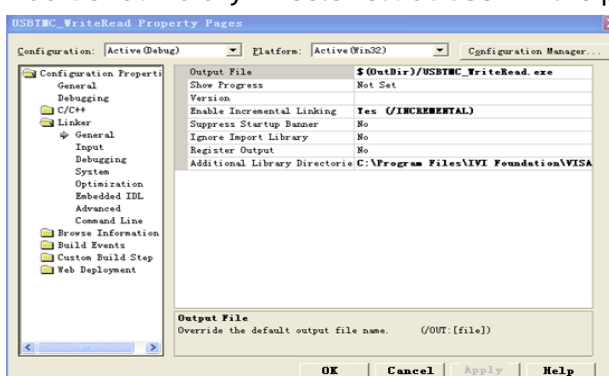 USBTMC_WriteRead Property Pages
Configuration: Active(Debug) Platform: Active(Win32) Configuration Manager...
Configuration Properti
General
Debugging
C/C++
Linker
General
Input
Debugging
System
Optimization
Embedded IDL
Advanced
Command Line
Browse Information
Build Events
Custom Build Step
Web Deployment
Output File $(OutDir)/USBTMC_WriteRead.exe
Show Progress Not Set
Version
Enable Incremental Linking Yes (/INCREMENTAL)
Suppress Startup Banner No
Ignore Import Library No
Register Output No
Additional Library Directorie C:\Program Files\IVI Foundation\VISA
Output File
Override the default output file name. (/OUT:[file])
OK Cancel Apply Help